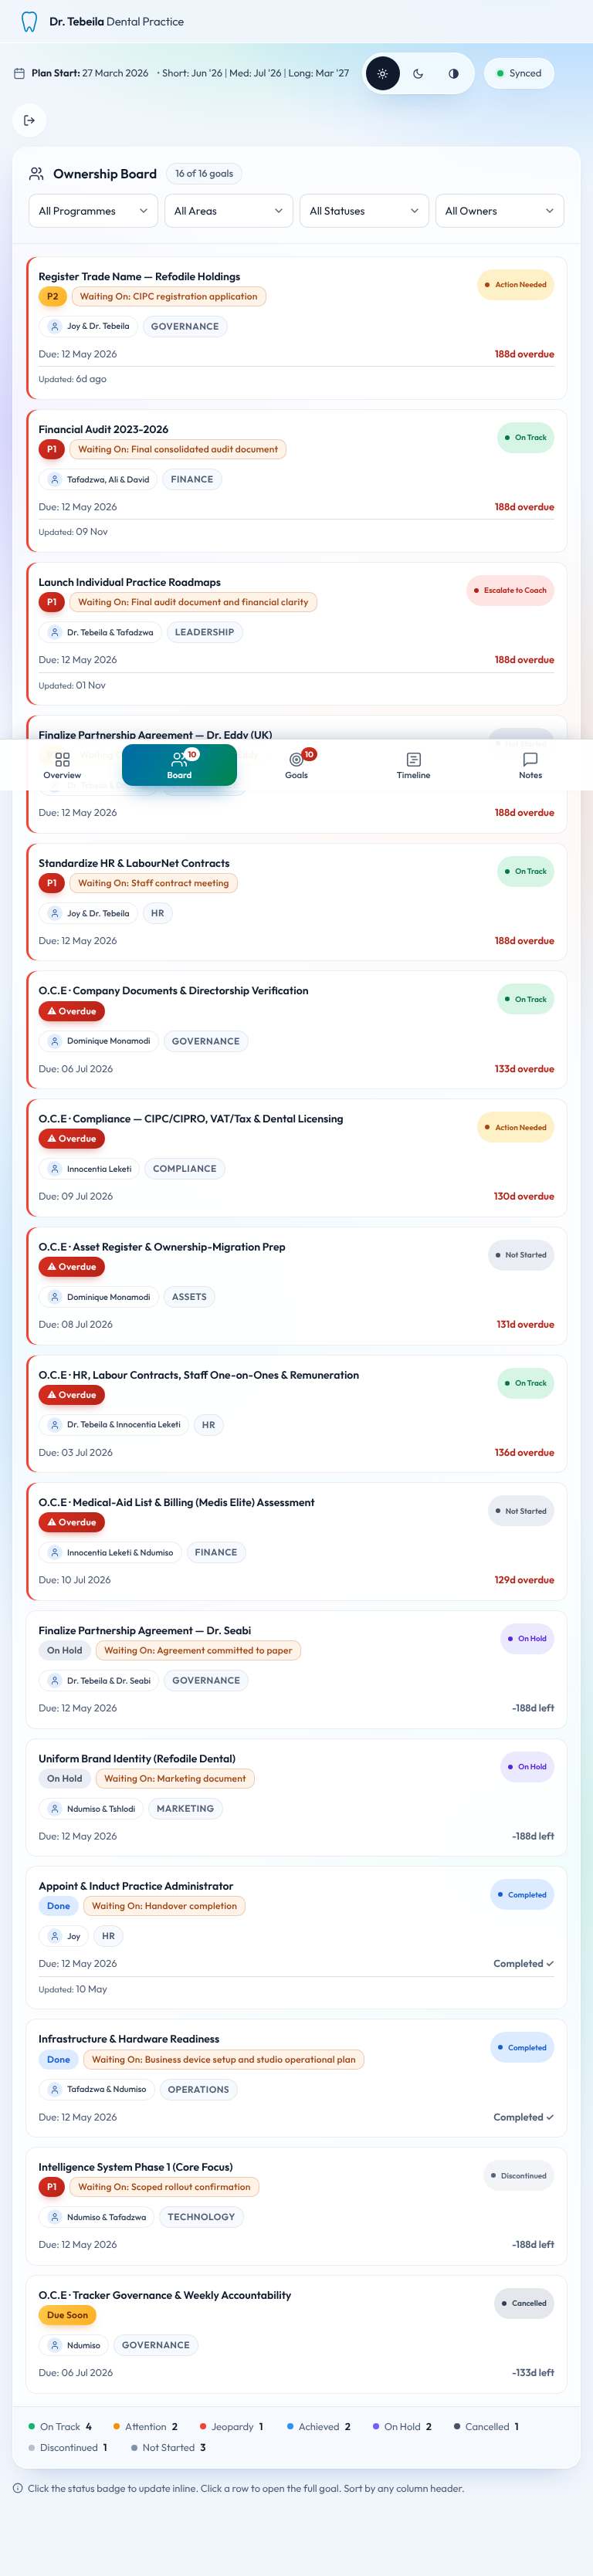 Dr. Tebeila Dental Practice
Plan Start: 27 March 2026 • Short: Jun '26 | Med: Jul '26 | Long: Mar '27
Synced
Ownership Board
16 of 16 goals
All Programmes
All Areas
All Statuses
All Owners
Register Trade Name — Refodile Holdings
Action Needed
P2 Waiting On: CIPC registration application
Joy & Dr. Tebeila GOVERNANCE
Due: 12 May 2026 188d overdue
Updated: 6d ago
Financial Audit 2023-2026
On Track
P1 Waiting On: Final consolidated audit document
Tafadzwa, Ali & David FINANCE
Due: 12 May 2026 188d overdue
Updated: 09 Nov
Launch Individual Practice Roadmaps
Escalate to Coach
P1 Waiting On: Final audit document and financial clarity
Dr. Tebeila & Tafadzwa LEADERSHIP
Due: 12 May 2026 188d overdue
Updated: 01 Nov
Finalize Partnership Agreement — Dr. Eddy (UK)
Overview
Board 10
Goals 10
Timeline
Notes
Due: 12 May 2026 188d overdue
Standardize HR & LabourNet Contracts
On Track
P1 Waiting On: Staff contract meeting
Joy & Dr. Tebeila HR
Due: 12 May 2026 188d overdue
O.C.E · Company Documents & Directorship Verification
On Track
⚠ Overdue
Dominique Monamodi GOVERNANCE
Due: 06 Jul 2026 133d overdue
O.C.E · Compliance — CIPC/CIPRO, VAT/Tax & Dental Licensing
Action Needed
⚠ Overdue
Innocentia Leketi COMPLIANCE
Due: 09 Jul 2026 130d overdue
O.C.E · Asset Register & Ownership-Migration Prep
Not Started
⚠ Overdue
Dominique Monamodi ASSETS
Due: 08 Jul 2026 131d overdue
O.C.E · HR, Labour Contracts, Staff One-on-Ones & Remuneration
On Track
⚠ Overdue
Dr. Tebeila & Innocentia Leketi HR
Due: 03 Jul 2026 136d overdue
O.C.E · Medical-Aid List & Billing (Medis Elite) Assessment
Not Started
⚠ Overdue
Innocentia Leketi & Ndumiso FINANCE
Due: 10 Jul 2026 129d overdue
Finalize Partnership Agreement — Dr. Seabi
On Hold
On Hold Waiting On: Agreement committed to paper
Dr. Tebeila & Dr. Seabi GOVERNANCE
Due: 12 May 2026 -188d left
Uniform Brand Identity (Refodile Dental)
On Hold
On Hold Waiting On: Marketing document
Ndumiso & Tshlodi MARKETING
Due: 12 May 2026 -188d left
Appoint & Induct Practice Administrator
Completed
Done Waiting On: Handover completion
Joy HR
Due: 12 May 2026 Completed ✓
Updated: 10 May
Infrastructure & Hardware Readiness
Completed
Done Waiting On: Business device setup and studio operational plan
Tafadzwa & Ndumiso OPERATIONS
Due: 12 May 2026 Completed ✓
Intelligence System Phase 1 (Core Focus)
Discontinued
P1 Waiting On: Scoped rollout confirmation
Ndumiso & Tafadzwa TECHNOLOGY
Due: 12 May 2026 -188d left
O.C.E · Tracker Governance & Weekly Accountability
Cancelled
Due Soon
Ndumiso GOVERNANCE
Due: 06 Jul 2026 -133d left
On Track 4 Attention 2 Jeopardy 1 Achieved 2 On Hold 2 Cancelled 1
Discontinued 1 Not Started 3
Click the status badge to update inline. Click a row to open the full goal. Sort by any column header.